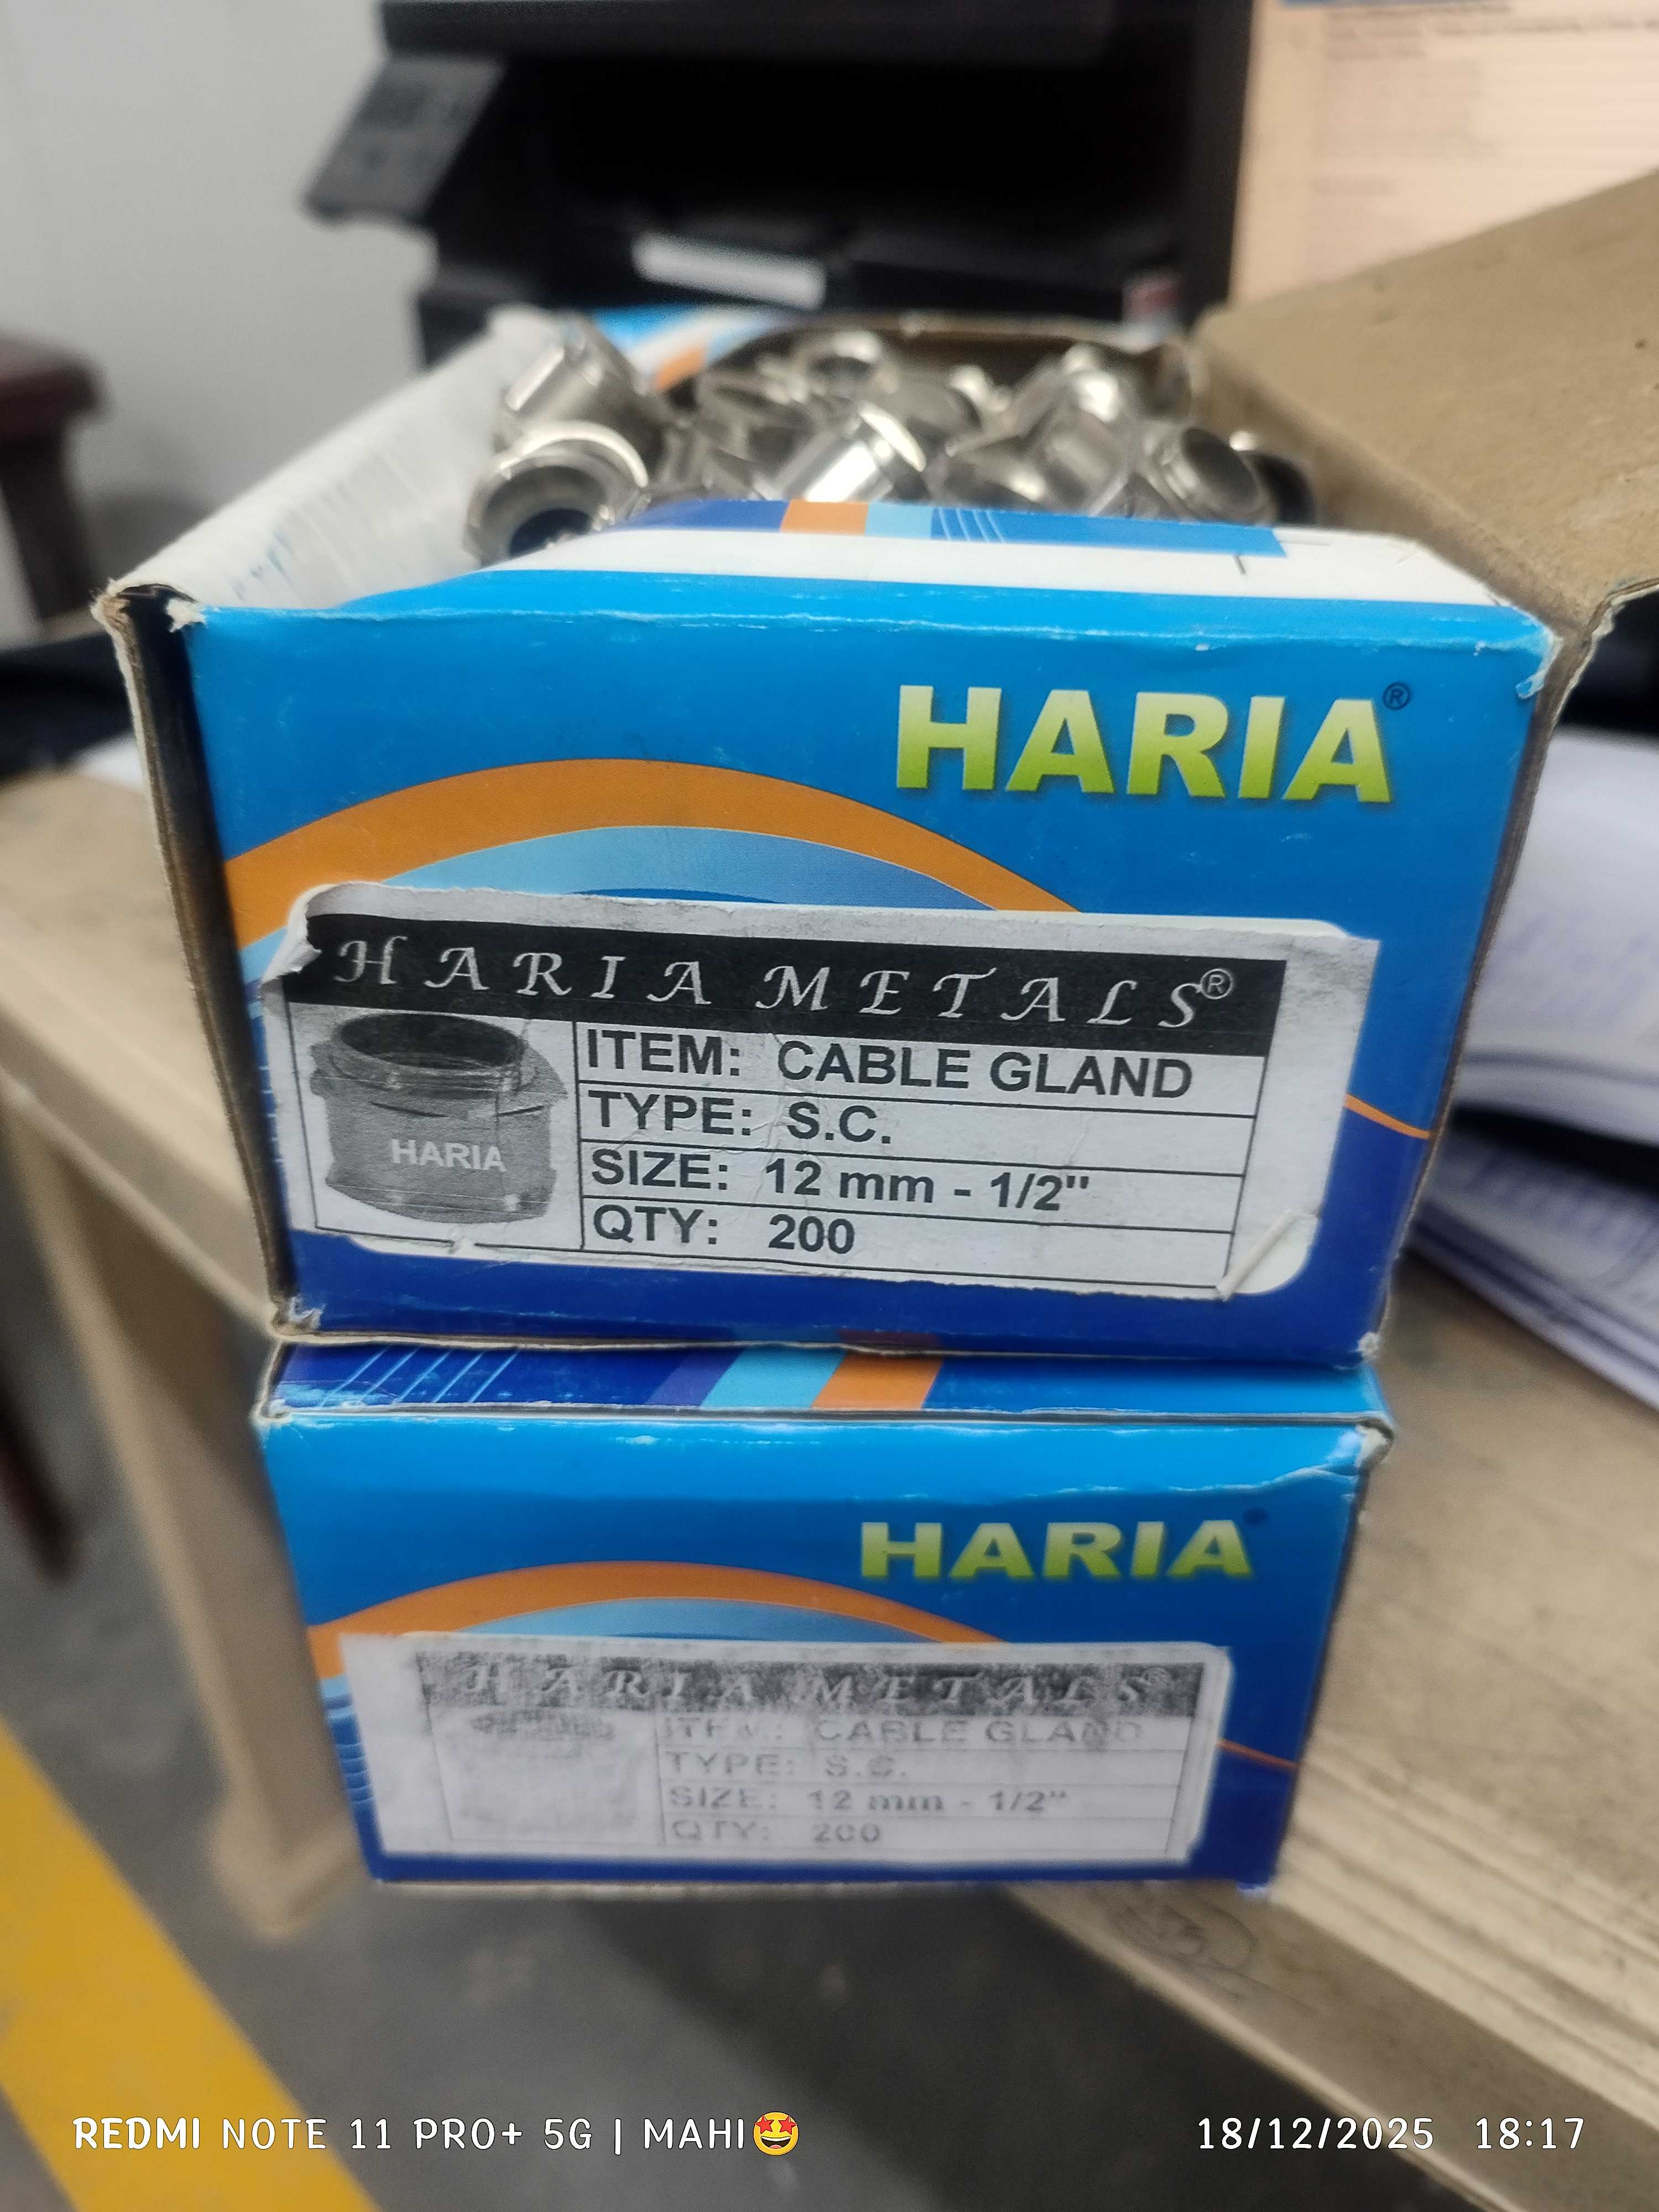 HARIA®
HARIA METALS®
ITEM: CABLE GLAND
HARIA
TYPE: S.C.
SIZE: 12 mm - 1/2"
QTY: 200
HARIA®
HARIA METALS®
ITEM: CABLE GLAND
TYPE: S.C.
SIZE: 12 mm - 1/2"
QTY: 200
REDMI NOTE 11 PRO+ 5G | MAHI🤩
18/12/2025 18:17